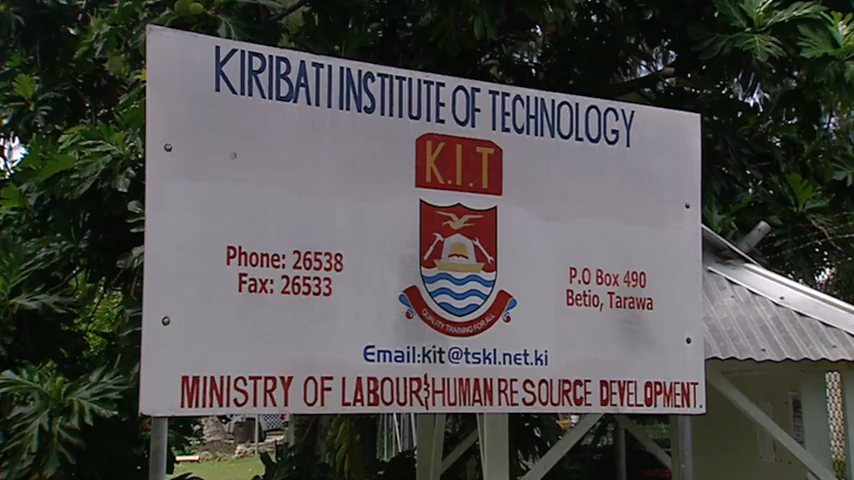 KIRIBATI INSTITUTE OF TECHNOLOGY
K.I.T
Phone: 26538
Fax: 26533
P.O Box 490
Betio, Tarawa
QUALITY TRAINING FOR ALL
Email:kit@tskl.net.ki
MINISTRY OF LABOUR & HUMAN RESOURCE DEVELOPMENT.